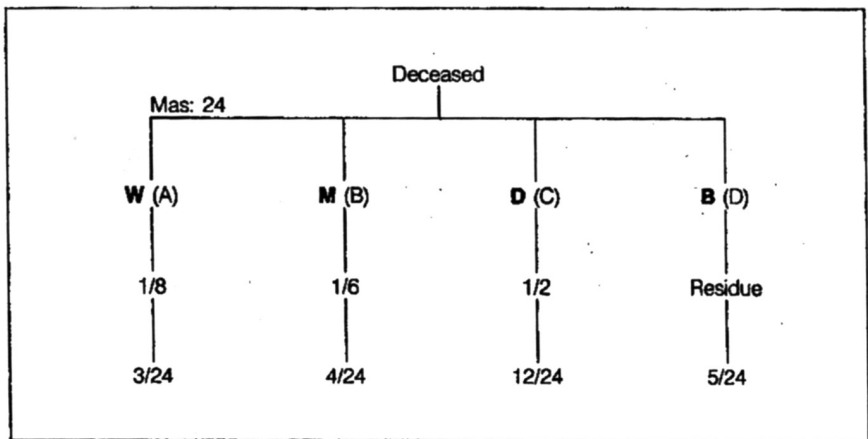 Deceased
Mas: 24
W (A) M (B) D (C) B (D)
1/8 1/6 1/2 Residue
3/24 4/24 12/24 5/24